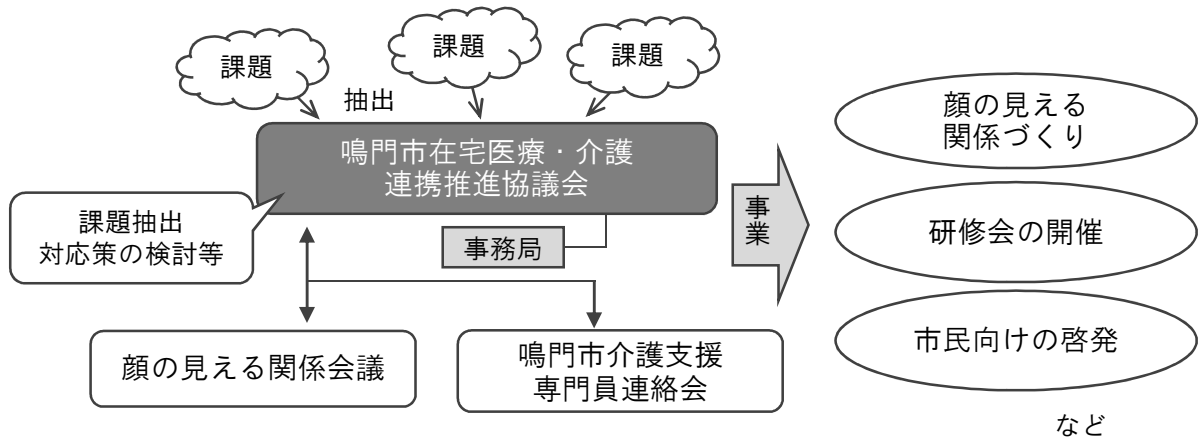 課題
課題
課題
抽出
鳴門市在宅医療・介護
連携推進協議会
課題抽出
対応策の検討等
事務局
顔の見える関係会議
鳴門市介護支援
専門員連絡会
事業
顔の見える
関係づくり
研修会の開催
市民向けの啓発
など